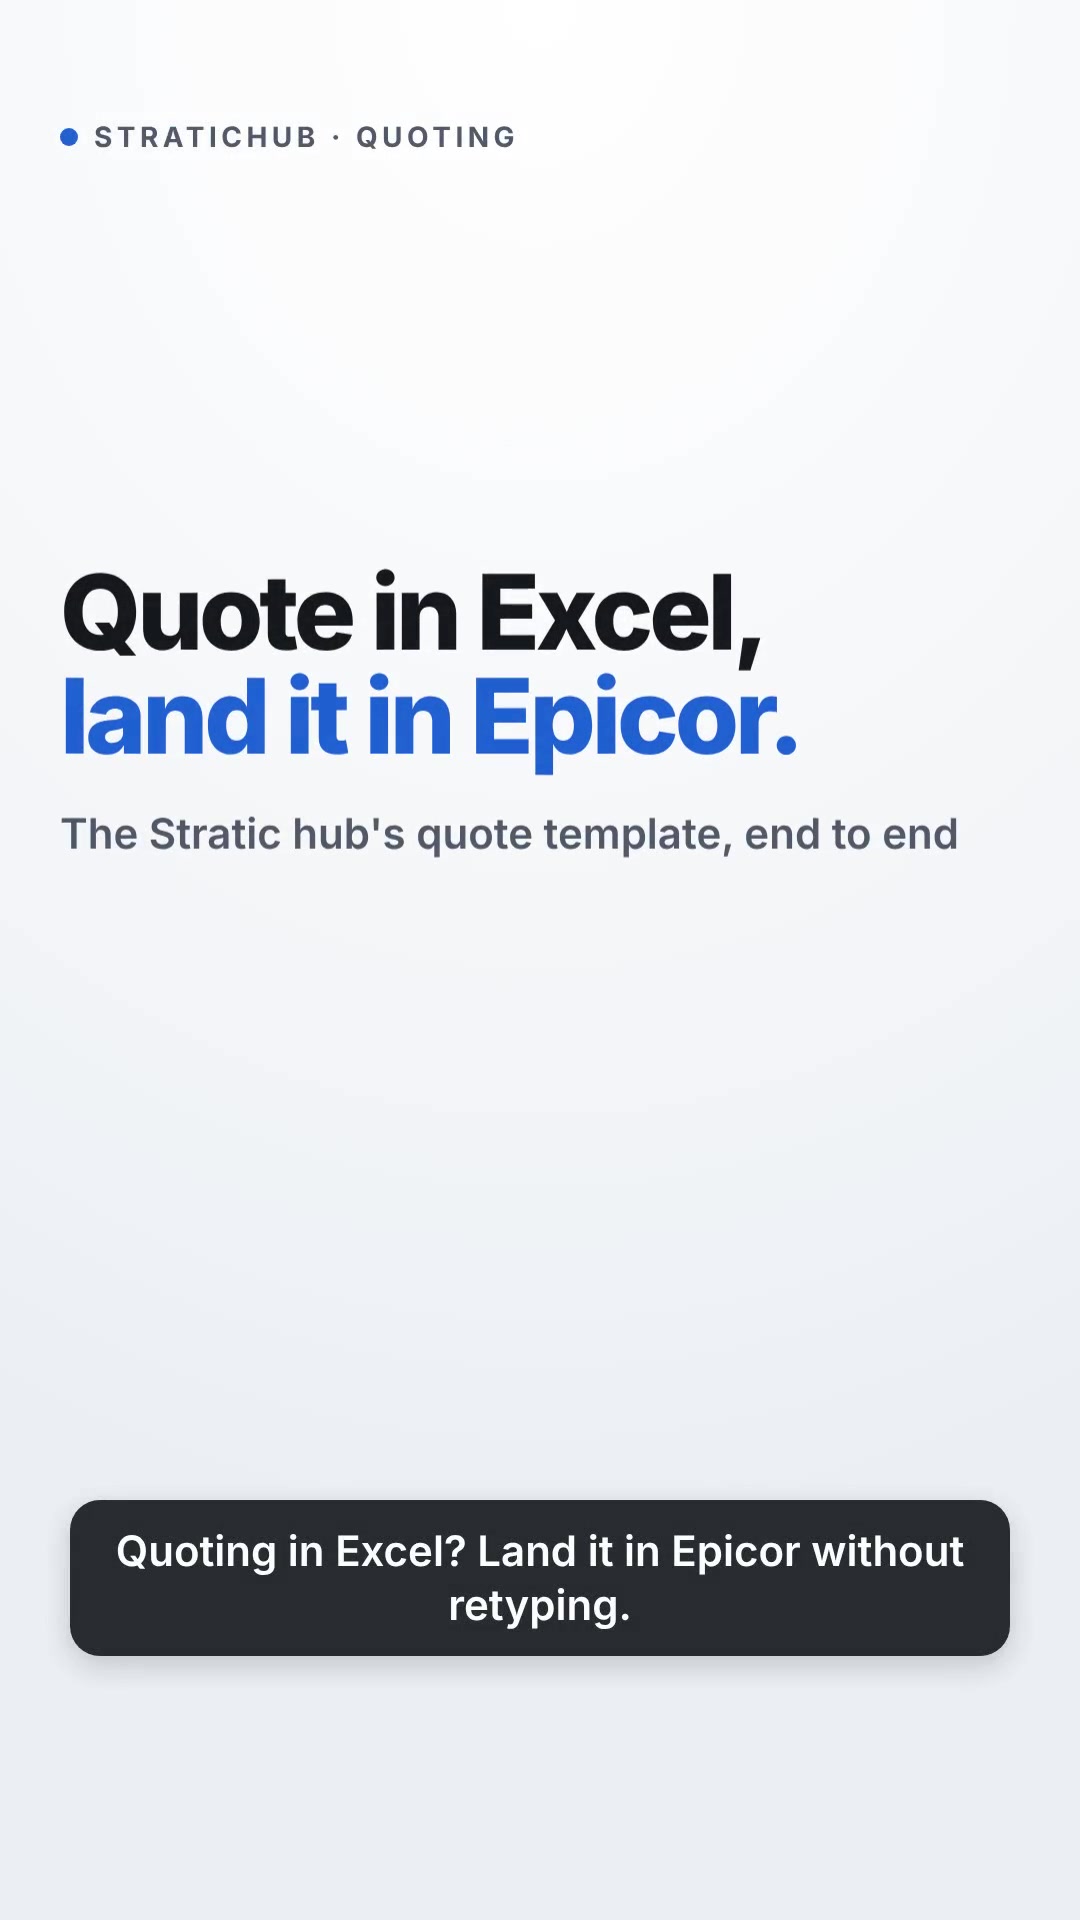 STRATICHUB · QUOTING
Quote in Excel,
land it in Epicor.
The Stratic hub's quote template, end to end
Quoting in Excel? Land it in Epicor without
retyping.